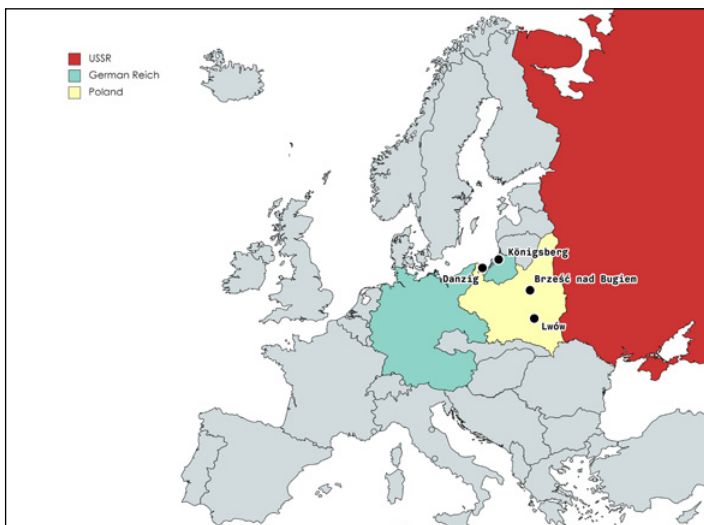 USSR
German Reich
Poland
Königsberg
Danzig
Brześć nad Bugiem
Lwów